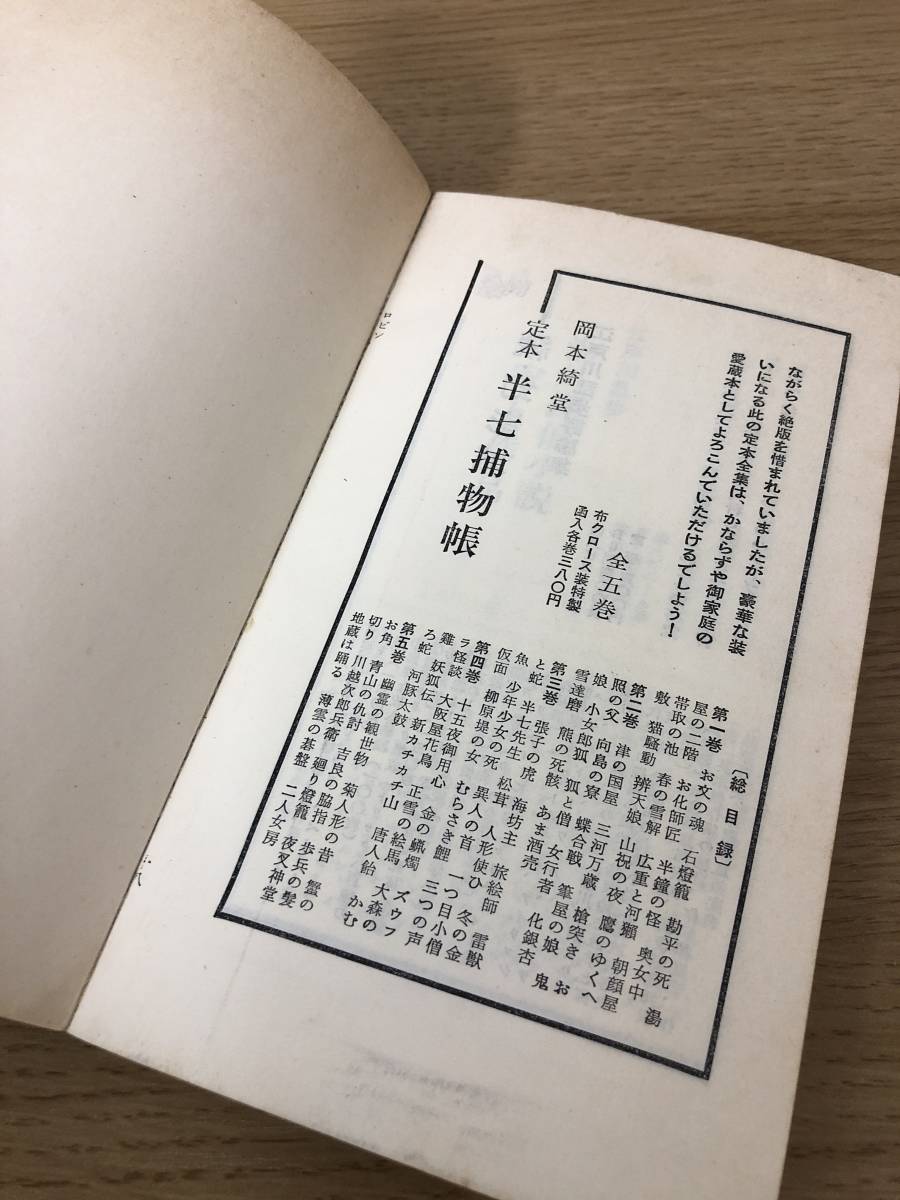 ながらく絶版を惜まれていましたが、豪華な装
いになる此の定本全集は、かならずや御家庭の
愛蔵本としてよろこんでいただけるでしょう!
岡本綺堂
定本 半七捕物帳
全五巻
布クロース装特製
函入各巻三八〇円
〔総目録〕
第一巻 お文の魂 石燈籠 勘平の死 湯
屋の二階 お化師匠 半鐘の怪 奥女中
帯取の池 春の雪解 広重と河獺 朝顔屋
敷 猫騒動 辨天娘 山祝の夜 鷹のゆくへ
第二巻 津の国屋 三河万蔵 槍突き お
照の父 向島の寮 蝶合戦 筆屋の娘 鬼
娘 小女郎狐 狐と僧 女行者 化銀杏
雪達磨 熊の死骸 あま酒売
第三巻 張子の虎 海坊主 旅絵師 雷獣
と蛇 半七先生 松茸 人形使ひ 冬の金
魚 少年少女の死 異人の首 一つ目小僧
仮面 柳原堤の女 むらさき鯉 三つの声
第四巻 十五夜御用心 金の蝋燭 ズウフ
ラ怪談 大阪屋花鳥 正雪の絵馬 大森の
雞 妖狐伝 新カチカチ山 唐人飴 かむ
ろ蛇 河豚太鼓
第五巻 幽霊の観世物 菊人形の昔 蟹の
お角 青山の仇討 吉良の脇指 歩兵の髪
切り 川越次郎兵衛 廻り燈籠 夜叉神堂
地蔵は踊る 薄雲の碁盤 二人女房
ロビン
八